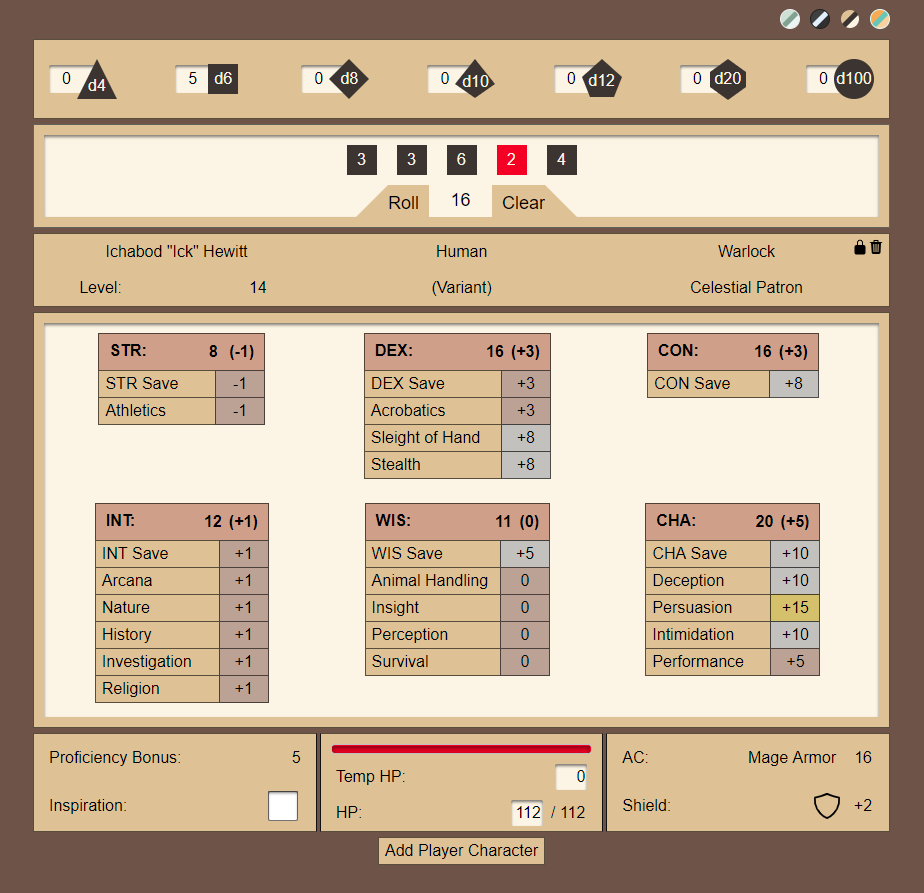 0 d4 5 d6 0 d8 0 d10 0 d12 0 d20 0 d100
3 3 6 2 4
Roll 16 Clear
Ichabod "Ick" Hewitt Human Warlock
Level: 14 (Variant) Celestial Patron
STR: 8 (-1)
STR Save -1
Athletics -1
DEX: 16 (+3)
DEX Save +3
Acrobatics +3
Sleight of Hand +8
Stealth +8
CON: 16 (+3)
CON Save +8
INT: 12 (+1)
INT Save +1
Arcana +1
Nature +1
History +1
Investigation +1
Religion +1
WIS: 11 (0)
WIS Save +5
Animal Handling 0
Insight 0
Perception 0
Survival 0
CHA: 20 (+5)
CHA Save +10
Deception +10
Persuasion +15
Intimidation +10
Performance +5
Proficiency Bonus: 5
Inspiration:
Temp HP: 0
HP: 112 / 112
AC: Mage Armor 16
Shield: +2
Add Player Character